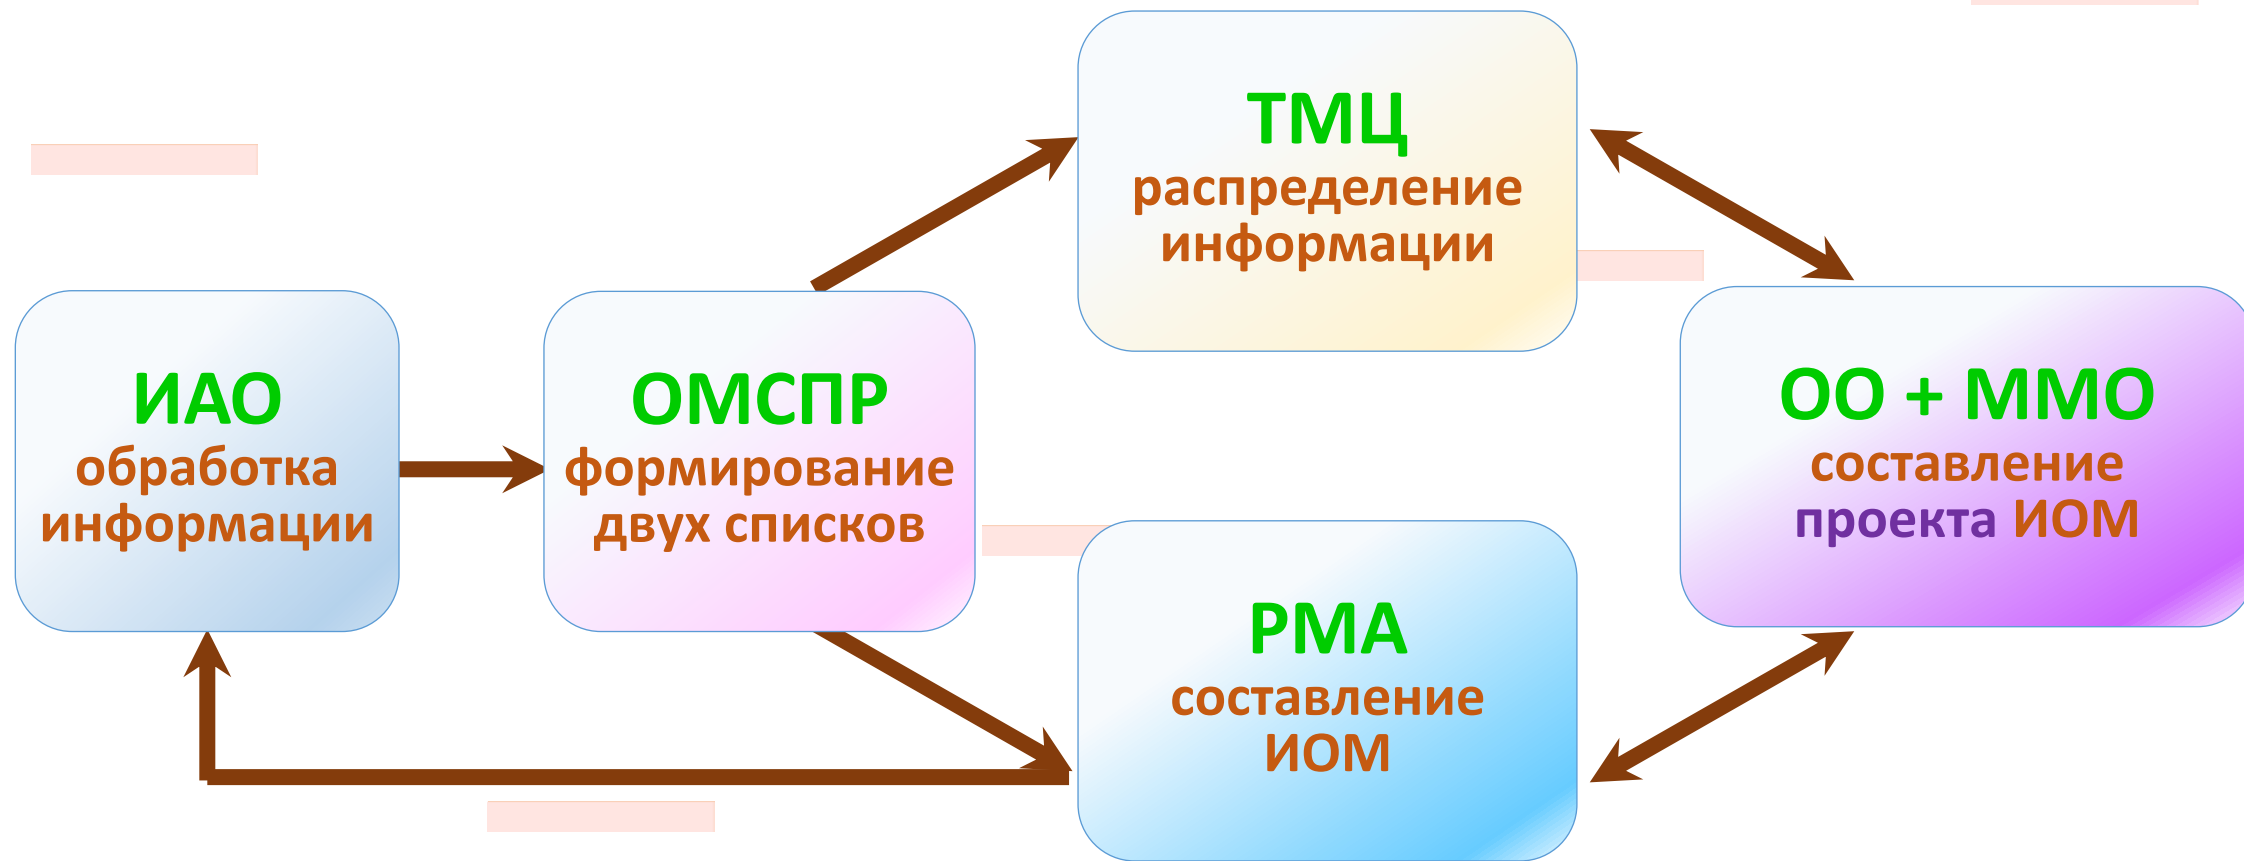 ТМЦ
распределение
информации
ИАО
обработка
информации
ОМСПР
формирование
двух списков
ОО + ММО
составление
проекта ИОМ
РМА
составление
ИОМ